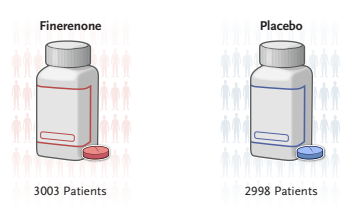 Finerenone
Placebo
3003 Patients
2998 Patients